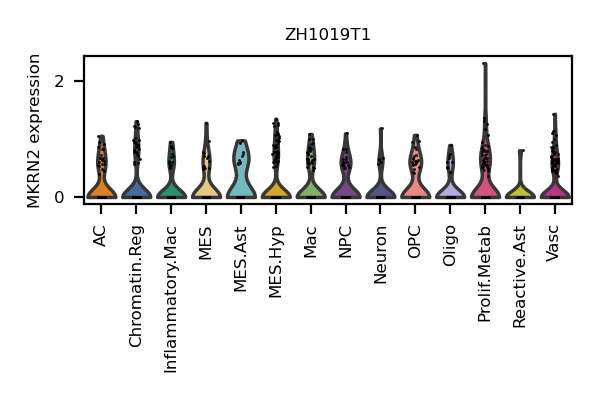 ZH1019T1
MKRN2 expression
2
0
AC
Chromatin.Reg
Inflammatory.Mac
MES
MES.Ast
MES.Hyp
Mac
NPC
Neuron
OPC
Oligo
Prolif.Metab
Reactive.Ast
Vasc